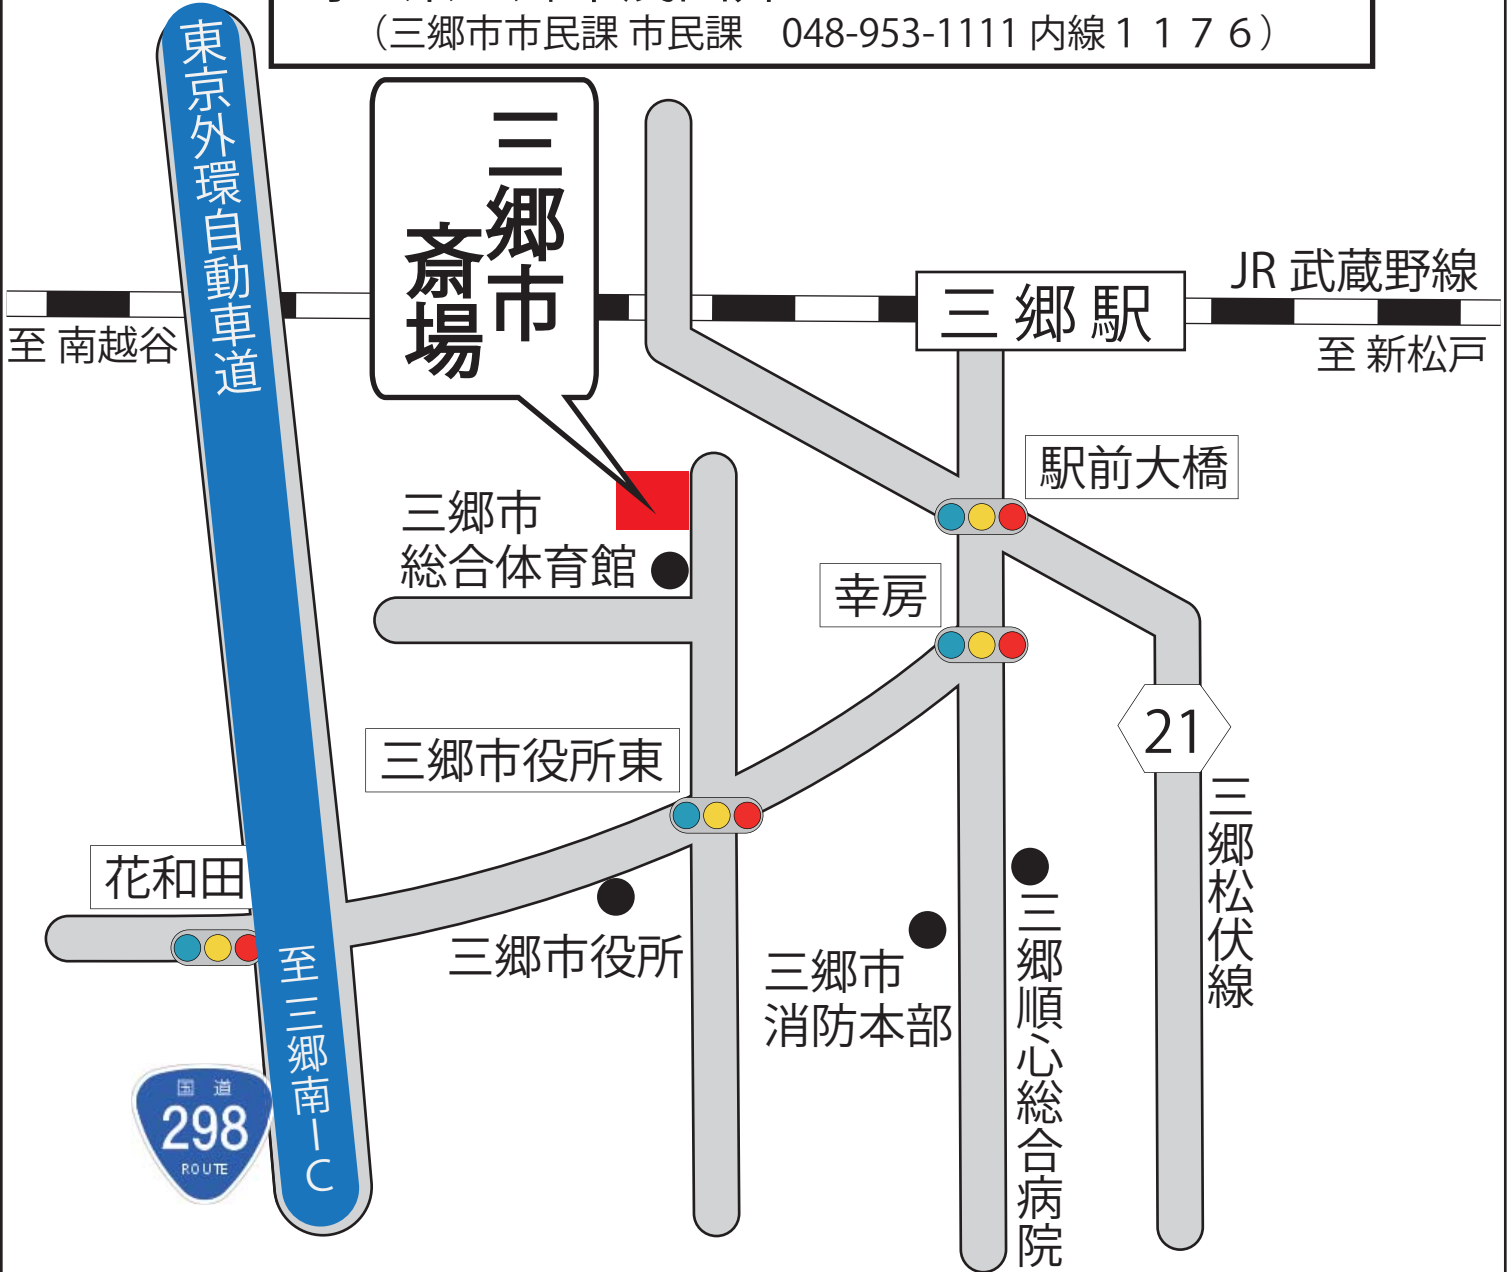 （三郷市市民課 市民課　048-953-1111 内線１１７６）
東京外環自動車道
三郷市
斎場
JR 武蔵野線
三郷駅
至 南越谷
至 新松戸
駅前大橋
三郷市
総合体育館
幸房
21
三郷松伏線
三郷市役所東
花和田
三郷市役所
三郷市
消防本部
三郷順心総合病院
至 三郷南IC
国道
298
ROUTE